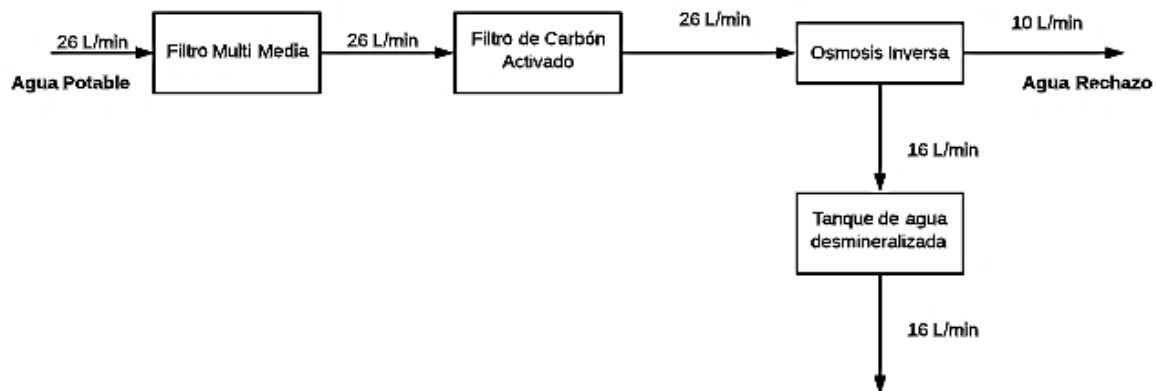 26 L/min
Agua Potable
Filtro Multi Media
26 L/min
Filtro de Carbón
Activado
26 L/min
Osmosis Inversa
10 L/min
Agua Rechazo
16 L/min
Tanque de agua
desmineralizada
16 L/min